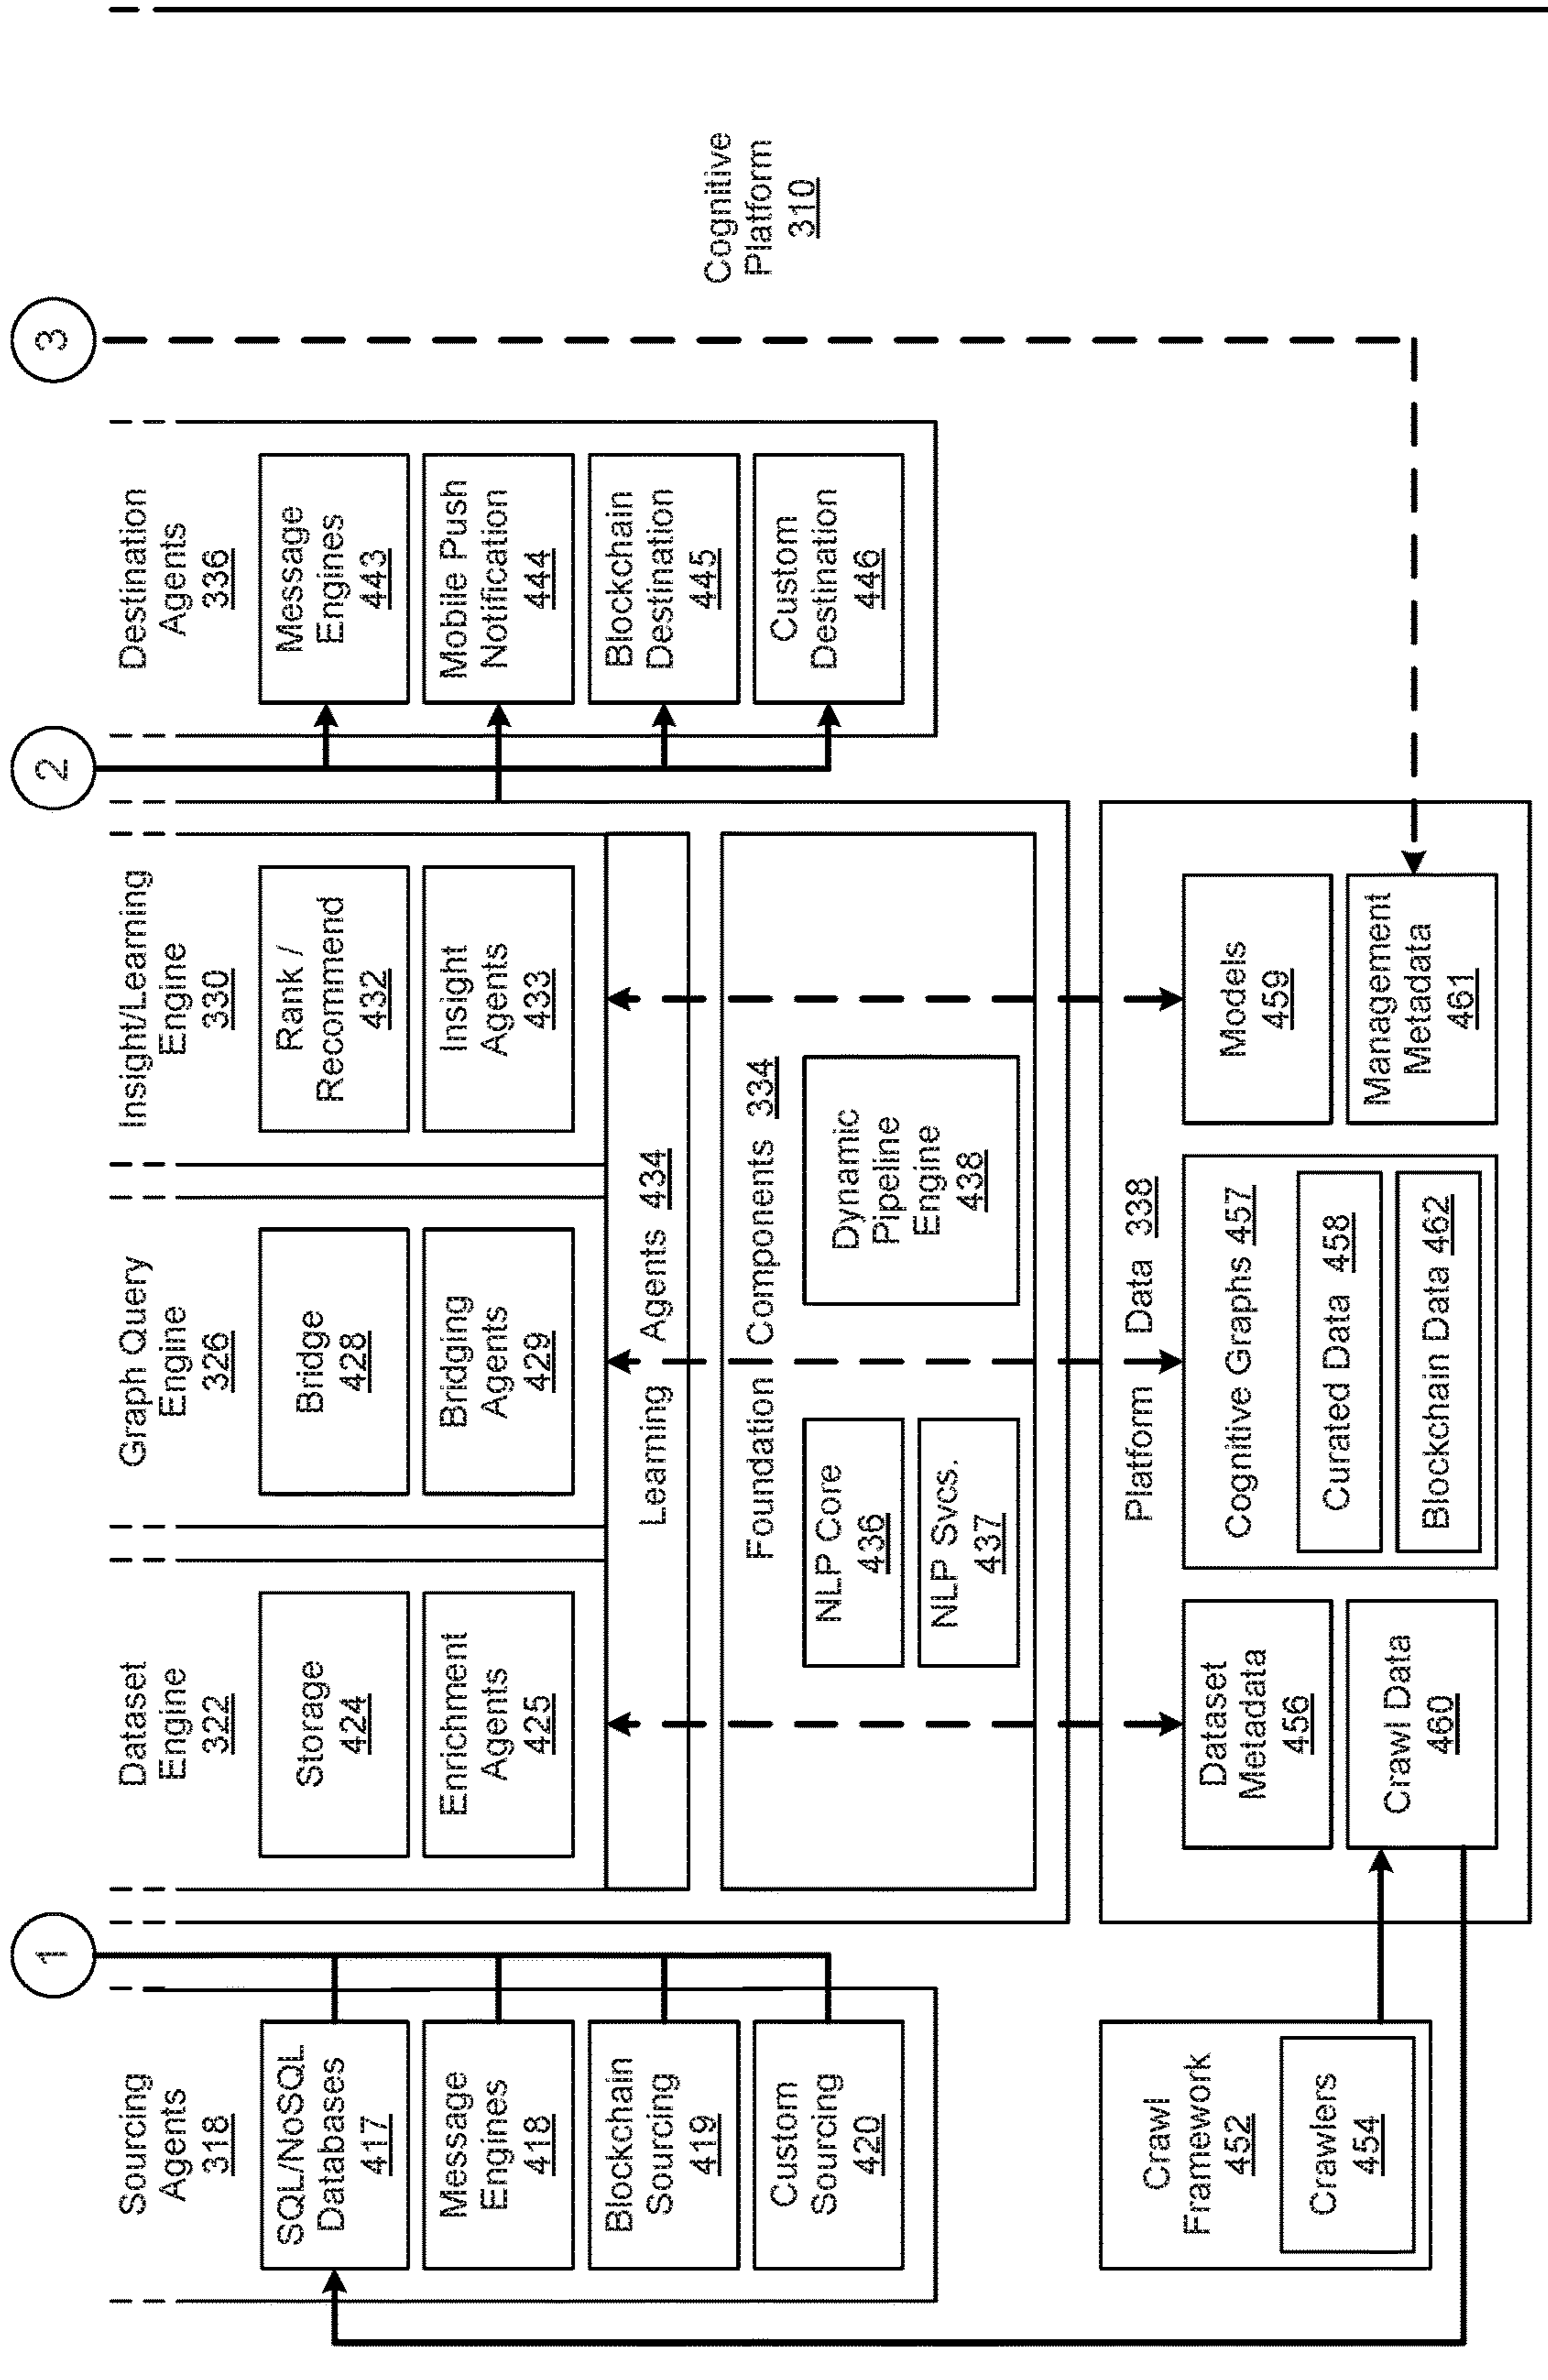 1
2
3
Sourcing
Agents
318
SQL/NoSQL
Databases
417
Message
Engines
418
Blockchain
Sourcing
419
Custom
Sourcing
420
Dataset
Engine
322
Storage
424
Enrichment
Agents
425
Graph Query
Engine
326
Bridge
428
Bridging
Agents
429
Insight/Learning
Engine
330
Rank /
Recommend
432
Insight
Agents
433
Learning Agents 434
Foundation Components 334
NLP Core
436
NLP Svcs.
437
Dynamic
Pipeline
Engine
438
Destination
Agents
336
Message
Engines
443
Mobile Push
Notification
444
Blockchain
Destination
445
Custom
Destination
446
Cognitive
Platform
310
Crawl
Framework
452
Crawlers
454
Platform Data 338
Dataset
Metadata
456
Crawl Data
460
Cognitive Graphs 457
Curated Data 458
Blockchain Data 462
Models
459
Management
Metadata
461